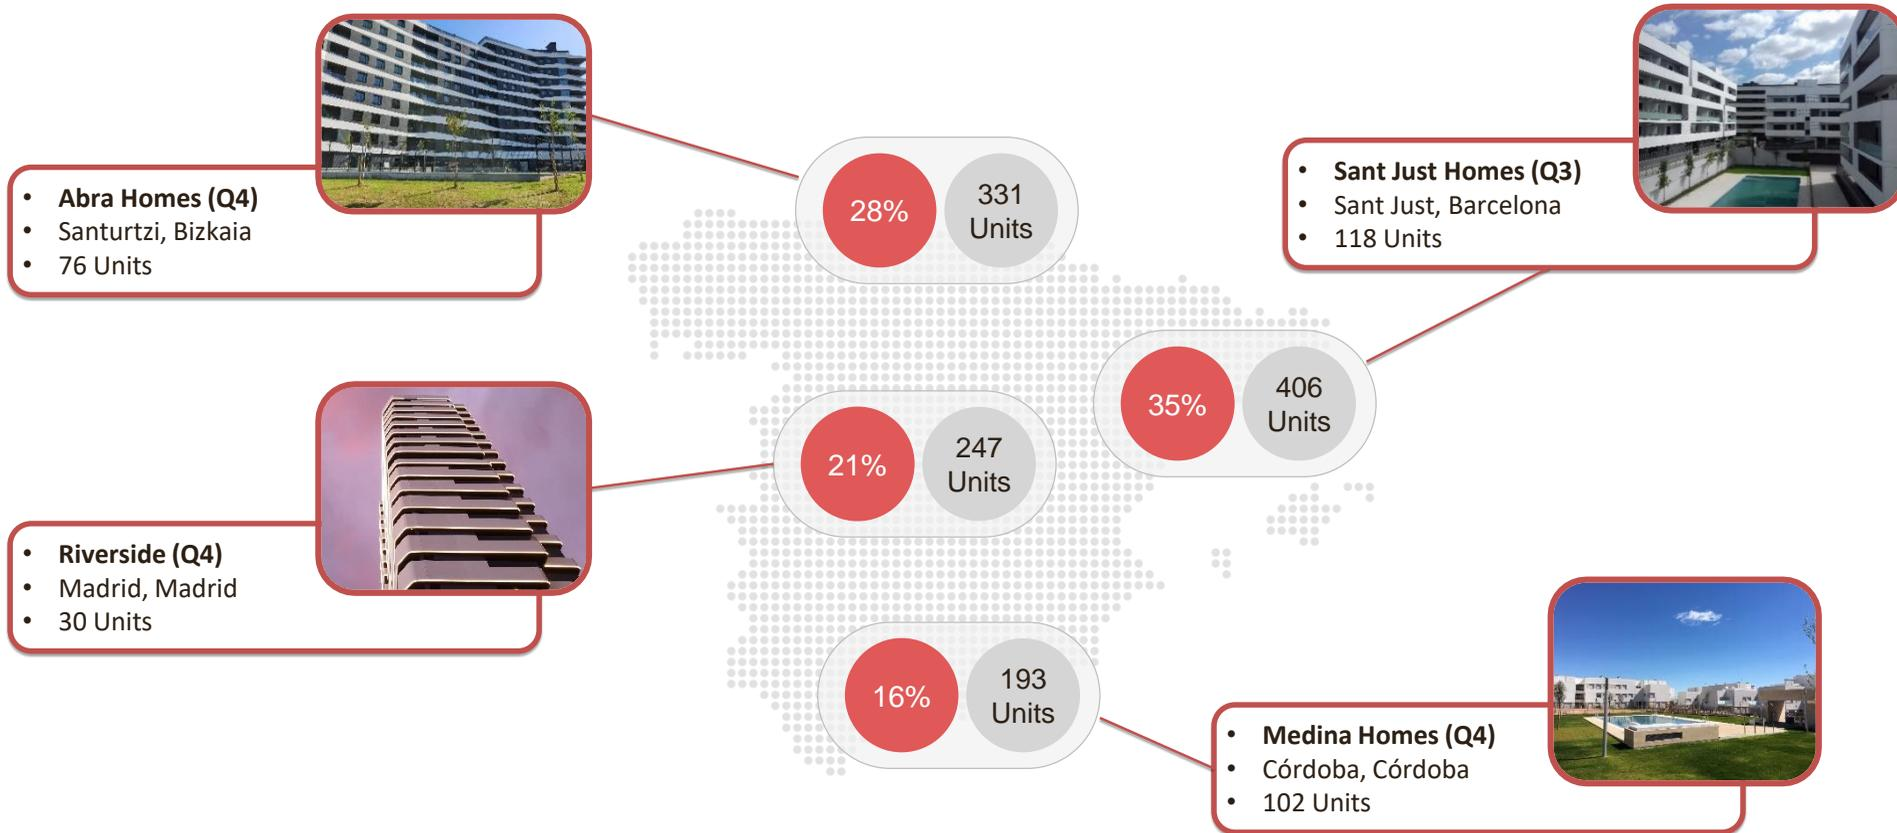 • Abra Homes (Q4)
• Santurtzi, Bizkaia
• 76 Units
28%
331
Units
• Sant Just Homes (Q3)
• Sant Just, Barcelona
• 118 Units
35%
406
Units
21%
247
Units
• Riverside (Q4)
• Madrid, Madrid
• 30 Units
16%
193
Units
• Medina Homes (Q4)
• Córdoba, Córdoba
• 102 Units